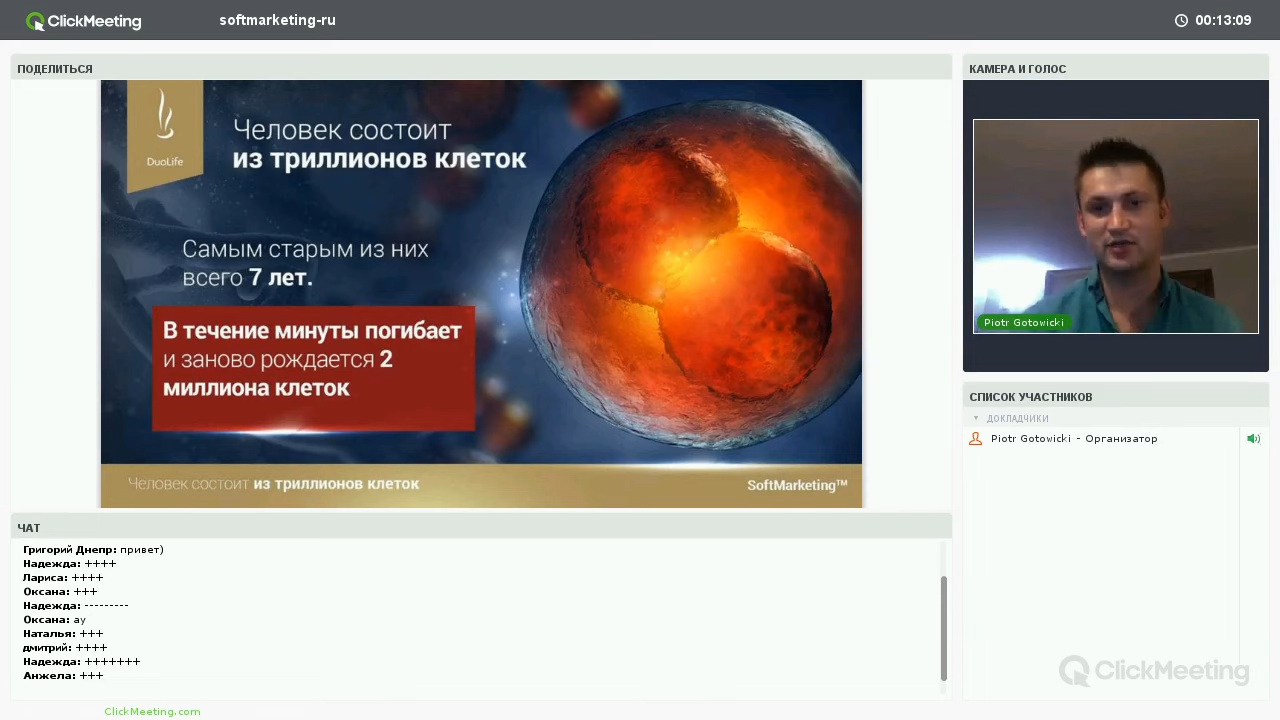 ClickMeeting
softmarketing-ru
00:13:09
ПОДЕЛИТЬСЯ
DuoLife
Человек состоит
из триллионов клеток
Самым старым из них
всего 7 лет.
В течение минуты погибает
и заново рождается 2
миллиона клеток
Человек состоит из триллионов клеток
SoftMarketing™
КАМЕРА И ГОЛОС
Piotr Gotowicki
СПИСОК УЧАСТНИКОВ
ДОКЛАДЧИКИ
Piotr Gotowicki - Организатор
ЧАТ
Григорий Днепр: привет)
Надежда: ++++
Лариса: ++++
Оксана: +++
Надежда: ---------
Оксана: ау
Наталья: +++
дмитрий: ++++
Надежда: +++++++
Анжела: +++
ClickMeeting
ClickMeeting.com